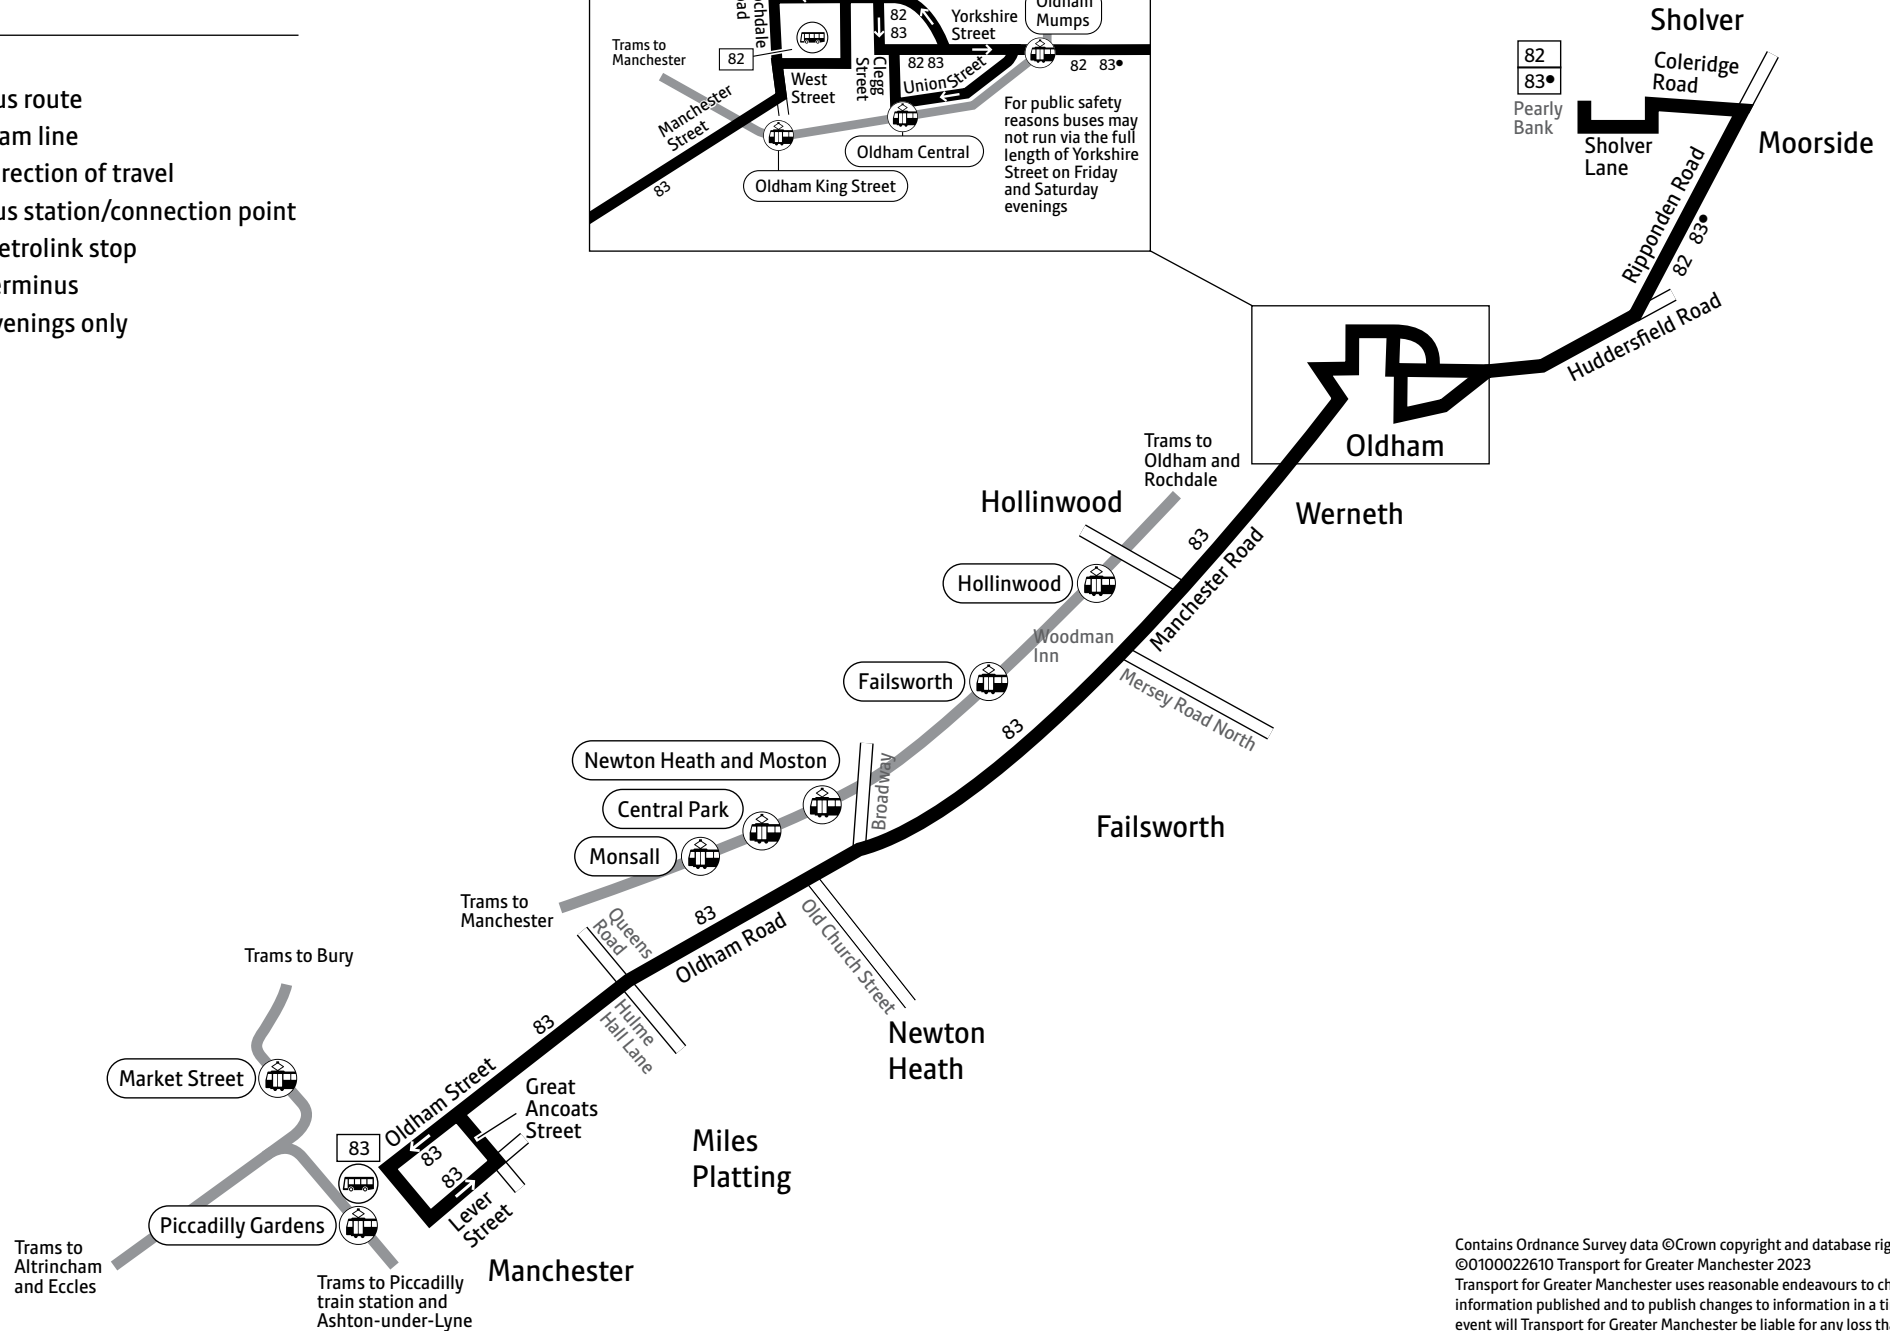 us route
am line
rection of travel
us station/connection point
etrolink stop
erminus
venings only
ochdale
ad
Trams to
Manchester
82
82
83
Yorkshire
Street
Oldham
Mumps
82 83
82 83●
West
Street
Clegg
Street
Union Street
Manchester
Street
83
Oldham Central
Oldham King Street
For public safety
reasons buses may
not run via the full
length of Yorkshire
Street on Friday
and Saturday
evenings
Sholver
82
83●
Pearly
Bank
Coleridge
Road
Sholver
Lane
Moorside
Ripponden Road
82 83●
Huddersfield Road
Oldham
Trams to
Oldham and
Rochdale
Hollinwood
Werneth
83
Manchester Road
Hollinwood
Woodman
Inn
Mersey Road North
Failsworth
83
Newton Heath and Moston
Broadway
Central Park
Failsworth
Monsall
Trams to
Manchester
Queens
Road
83
Oldham Road
Old Church Street
Trams to Bury
Hulme
Hall Lane
83
Newton
Heath
Market Street
Oldham Street
Great
Ancoats
Street
83
83
83
Miles
Platting
Lever
Street
Piccadilly Gardens
Trams to
Altrincham
and Eccles
Trams to Piccadilly
train station and
Ashton-under-Lyne
Manchester
Contains Ordnance Survey data ©Crown copyright and database rig
©0100022610 Transport for Greater Manchester 2023
Transport for Greater Manchester uses reasonable endeavours to ch
information published and to publish changes to information in a ti
event will Transport for Greater Manchester be liable for any loss tha